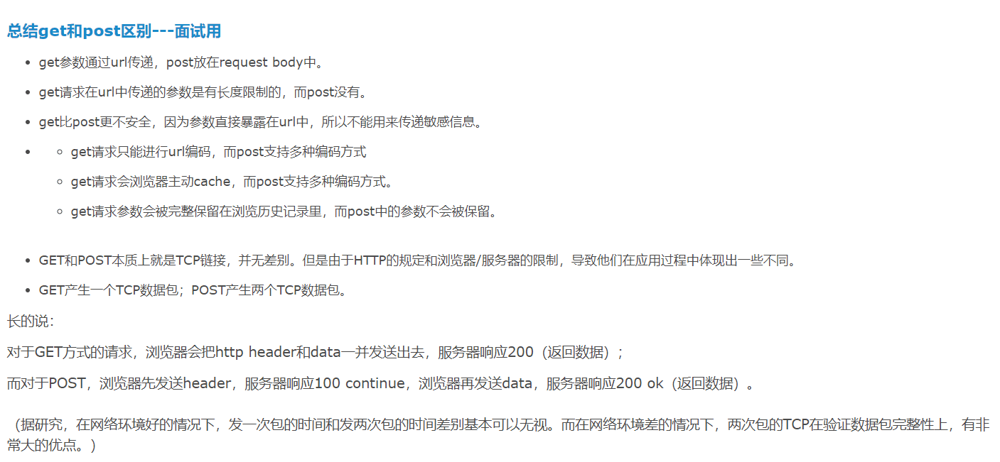 总结get和post区别---面试用
get参数通过url传递，post放在request body中。
get请求在url中传递的参数是有长度限制的，而post没有。
get比post更不安全，因为参数直接暴露在url中，所以不能用来传递敏感信息。
get请求只能进行url编码，而post支持多种编码方式
get请求会浏览器主动cache，而post支持多种编码方式。
get请求参数会被完整保留在浏览历史记录里，而post中的参数不会被保留。
GET和POST本质上就是TCP链接，并无差别。但是由于HTTP的规定和浏览器/服务器的限制，导致他们在应用过程中体现出一些不同。
GET产生一个TCP数据包；POST产生两个TCP数据包。
长的说：
对于GET方式的请求，浏览器会把http header和data一并发送出去，服务器响应200（返回数据）；
而对于POST，浏览器先发送header，服务器响应100 continue，浏览器再发送data，服务器响应200 ok（返回数据）。
（据研究，在网络环境好的情况下，发一次包的时间和发两次包的时间差别基本可以无视。而在网络环境差的情况下，两次包的TCP在验证数据包完整性上，有非
常大的优点。）